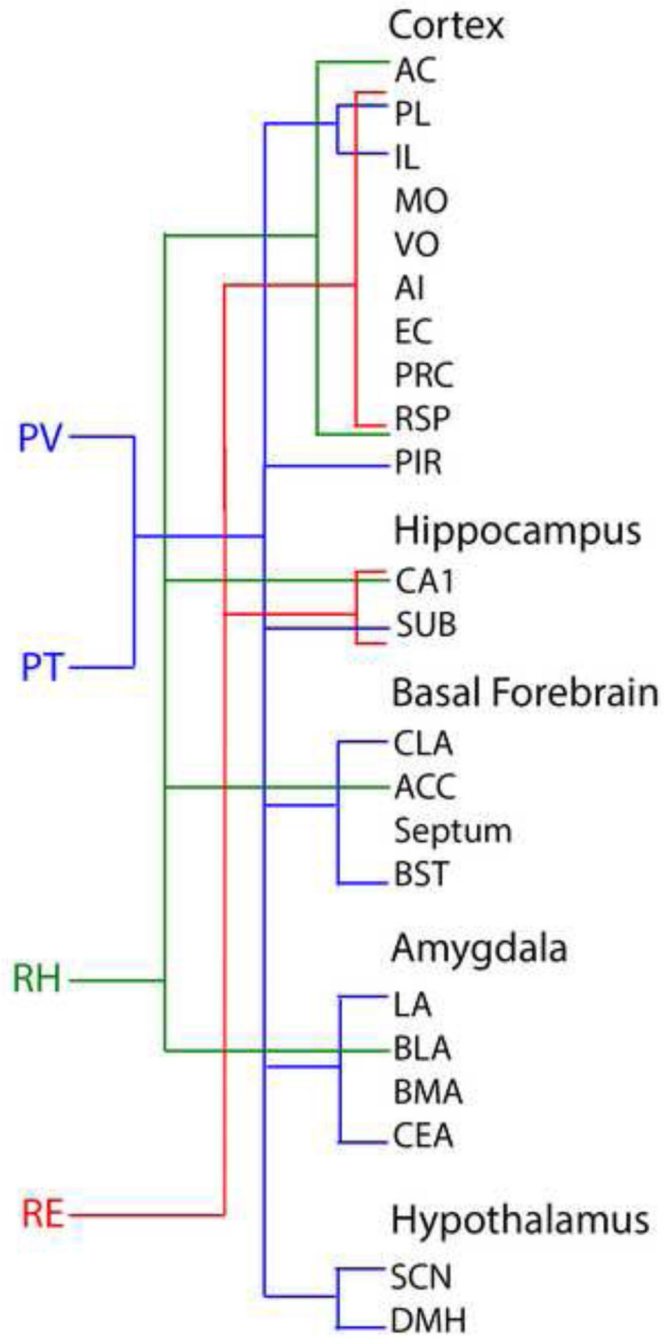 Cortex
AC
PL
IL
MO
VO
AI
EC
PRC
RSP
PIR
PV
Hippocampus
CA1
SUB
PT
Basal Forebrain
CLA
ACC
Septum
BST
Amygdala
RH
LA
BLA
BMA
CEA
RE
Hypothalamus
SCN
DMH